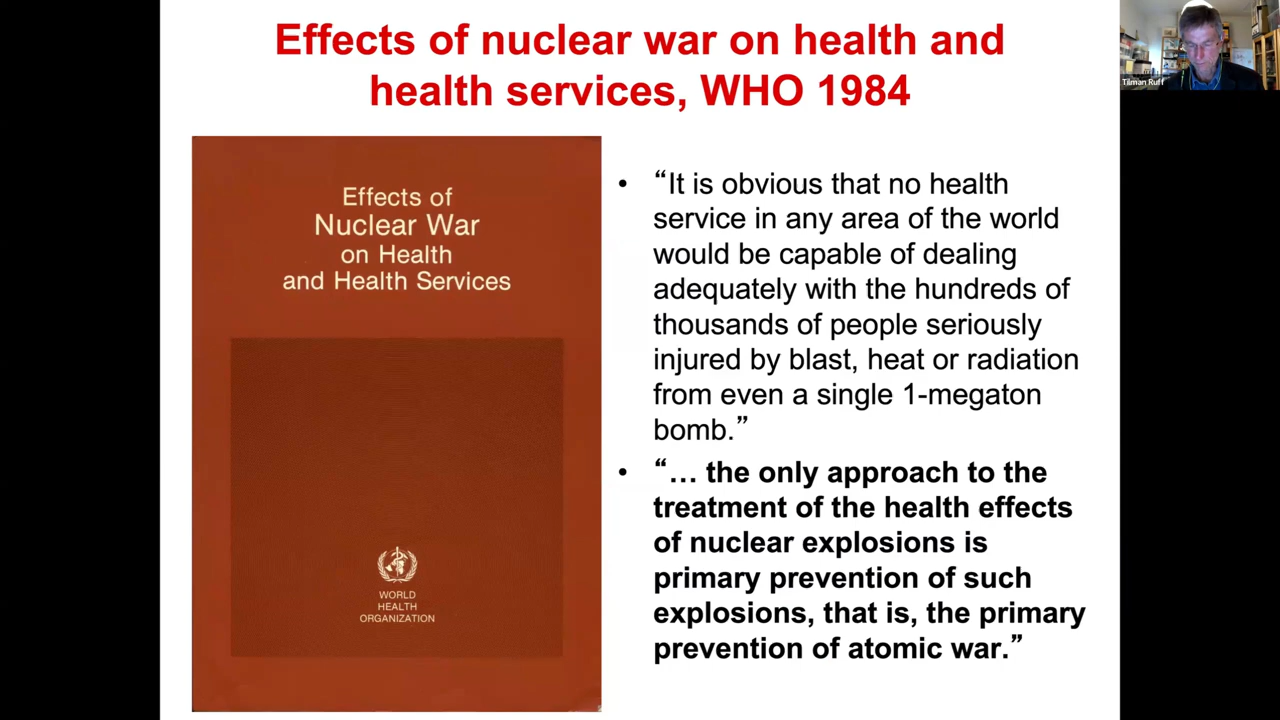 Effects of nuclear war on health and
health services, WHO 1984
Tilman Ruff
Effects of
Nuclear War
on Health
and Health Services
WORLD
HEALTH
ORGANIZATION
• “It is obvious that no health
service in any area of the world
would be capable of dealing
adequately with the hundreds of
thousands of people seriously
injured by blast, heat or radiation
from even a single 1-megaton
bomb.”
• “… the only approach to the
treatment of the health effects
of nuclear explosions is
primary prevention of such
explosions, that is, the primary
prevention of atomic war.”